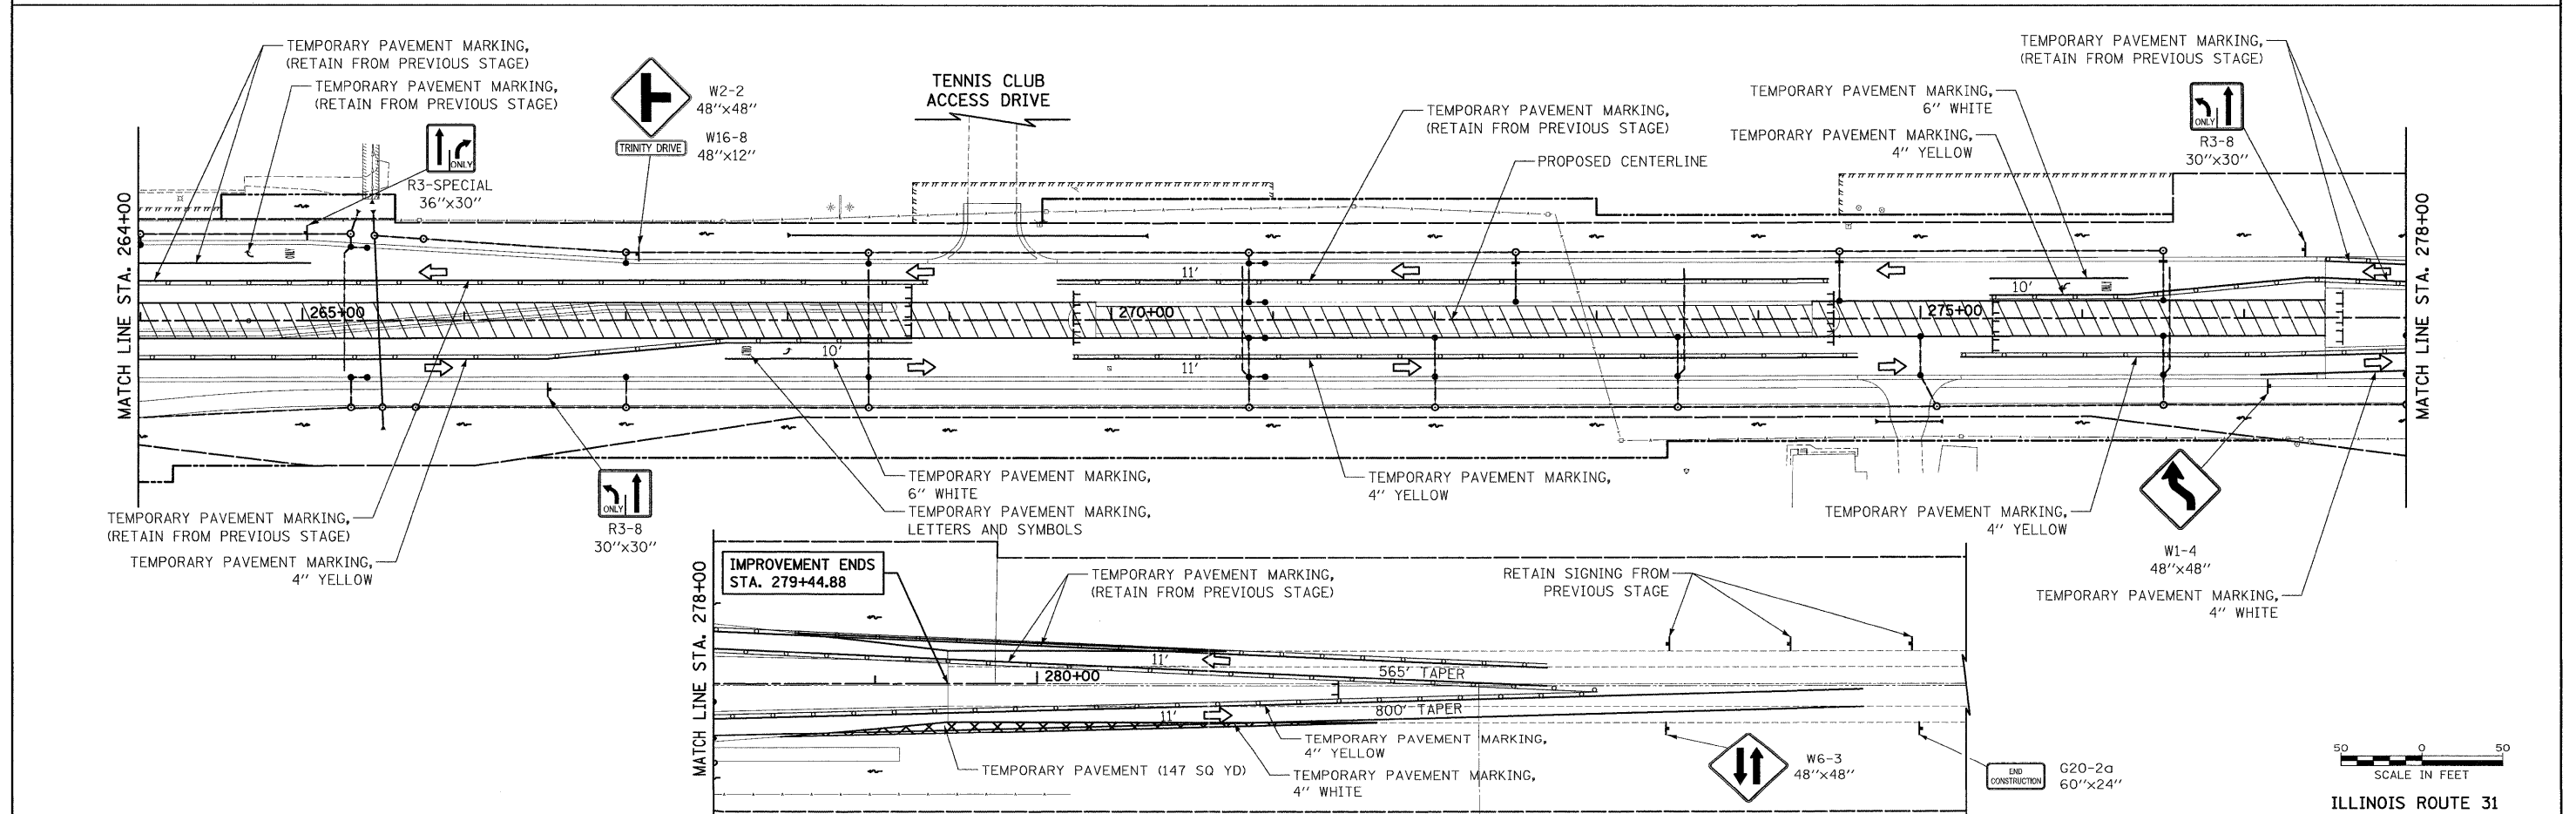 TEMPORARY PAVEMENT MARKING,
(RETAIN FROM PREVIOUS STAGE)
TEMPORARY PAVEMENT MARKING,
(RETAIN FROM PREVIOUS STAGE)
ONLY
R3-SPECIAL
36"x30"
W2-2
48"x48"
TRINITY DRIVE
W16-8
48"x12"
TENNIS CLUB
ACCESS DRIVE
TEMPORARY PAVEMENT MARKING,
(RETAIN FROM PREVIOUS STAGE)
PROPOSED CENTERLINE
TEMPORARY PAVEMENT MARKING,
6" WHITE
TEMPORARY PAVEMENT MARKING,
4" YELLOW
TEMPORARY PAVEMENT MARKING,
(RETAIN FROM PREVIOUS STAGE)
ONLY
R3-8
30"x30"
MATCH LINE STA. 264+00
MATCH LINE STA. 278+00
ONLY
11'
10'
ONLY
265+00
270+00
275+00
10'
11'
TEMPORARY PAVEMENT MARKING,
(RETAIN FROM PREVIOUS STAGE)
TEMPORARY PAVEMENT MARKING,
4" YELLOW
ONLY
R3-8
30"x30"
TEMPORARY PAVEMENT MARKING,
6" WHITE
TEMPORARY PAVEMENT MARKING,
LETTERS AND SYMBOLS
TEMPORARY PAVEMENT MARKING,
4" YELLOW
TEMPORARY PAVEMENT MARKING,
4" YELLOW
W1-4
48"x48"
TEMPORARY PAVEMENT MARKING,
4" WHITE
MATCH LINE STA. 278+00
IMPROVEMENT ENDS
STA. 279+44.88
TEMPORARY PAVEMENT MARKING,
(RETAIN FROM PREVIOUS STAGE)
RETAIN SIGNING FROM
PREVIOUS STAGE
11'
565' TAPER
280+00
11'
800' TAPER
TEMPORARY PAVEMENT MARKING,
4" YELLOW
TEMPORARY PAVEMENT (147 SQ YD)
TEMPORARY PAVEMENT MARKING,
4" WHITE
W6-3
48"x48"
END
CONSTRUCTION
G20-2a
60"x24"
50 0 50
SCALE IN FEET
ILLINOIS ROUTE 31